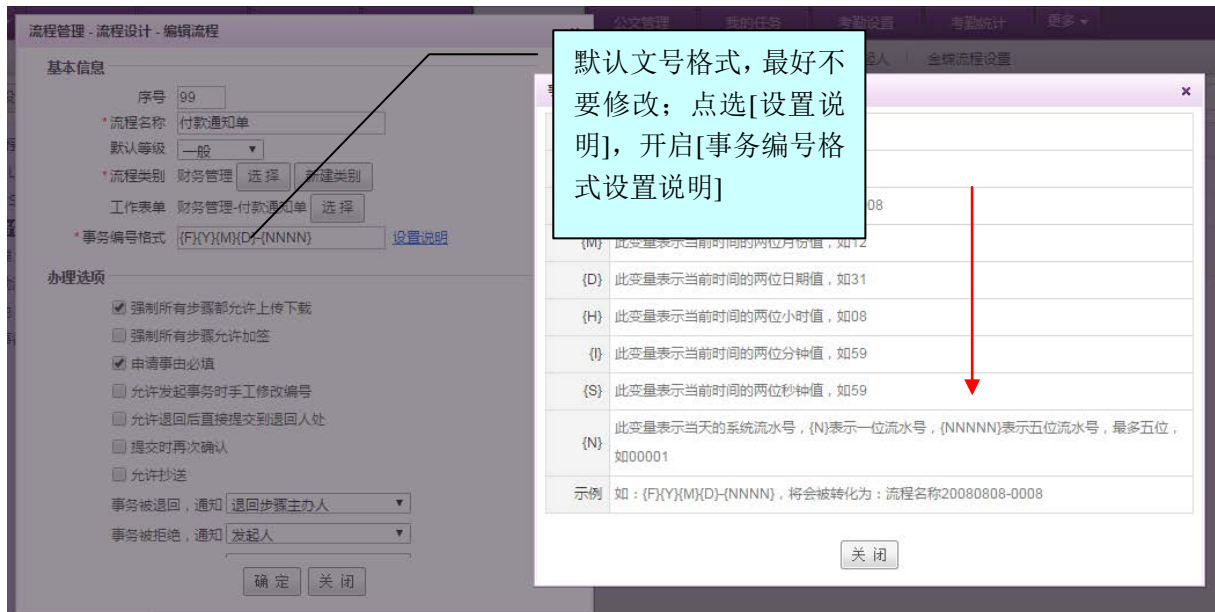 公文管理 我的任务 考勤设置 考勤统计 更多
流程管理 - 流程设计 - 编辑流程
起人 | 全螺流程设置
基本信息
序号 99
*流程名称 付款通知单
默认等级 一般
*流程类别 财务管理 选 择 新建类别
工作表单 财务管理-付款通知单 选 择
*事务编号格式 {F}{Y}{M}{D}-{NNNN} 设置说明
办理选项
强制所有步骤都允许上传下载
强制所有步骤允许加签
申请事由必填
允许发起事务时手工修改编号
允许退回后直接提交到退回人处
提交时再次确认
允许抄送
事务被退回，通知 退回步骤主办人
事务被拒绝，通知 发起人
确 定 关 闭
默认文号格式，最好不
要修改；点选[设置说
明]，开启[事务编号格
式设置说明]
×
08
{M} 此变量表示当前时间的两位月份值，如12
{D} 此变量表示当前时间的两位日期值，如31
{H} 此变量表示当前时间的两位小时值，如08
{I} 此变量表示当前时间的两位分钟值，如59
{S} 此变量表示当前时间的两位秒钟值，如59
{N} 此变量表示当天的系统流水号，{N}表示一位流水号，{NNNNN}表示五位流水号，最多五位，
如00001
示例 如：{F}{Y}{M}{D}-{NNNN}，将会被转化为：流程名称20080808-0008
关 闭